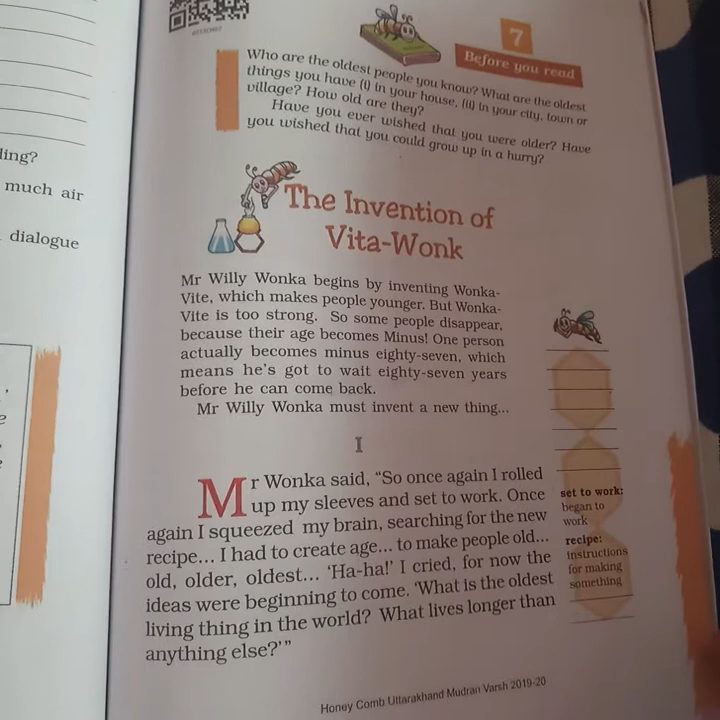 ling?
much air
dialogue
7
Before you read
Who are the oldest people you know? What are the oldest
things you have (i) in your house, (ii) in your city, town or
village? How old are they?
Have you ever wished that you were older? Have
you wished that you could grow up in a hurry?
The Invention of
Vita-Wonk
Mr Willy Wonka begins by inventing Wonka-
Vite, which makes people younger. But Wonka-
Vite is too strong. So some people disappear,
because their age becomes Minus! One person
actually becomes minus eighty-seven, which
means he's got to wait eighty-seven years
before he can come back.
Mr Willy Wonka must invent a new thing...
I
Mr Wonka said, “So once again I rolled
up my sleeves and set to work. Once
again I squeezed my brain, searching for the new
recipe... I had to create age... to make people old...
old, older, oldest... ‘Ha-ha!’ I cried, for now the
ideas were beginning to come. ‘What is the oldest
living thing in the world? What lives longer than
anything else?’”
set to work:
began to
work
recipe:
instructions
for making
something
Honey Comb Uttarakhand Mudran Varsh 2019-20